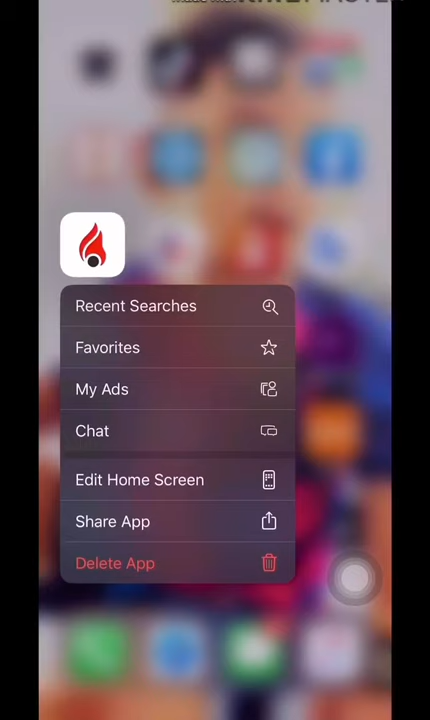 Recent Searches
Favorites
My Ads
Chat
Edit Home Screen
Share App
Delete App